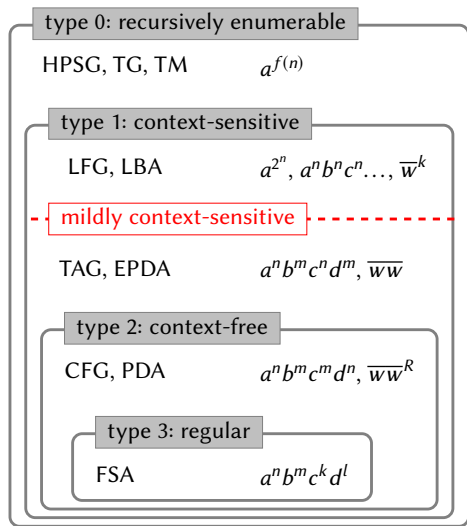 type 0: recursively enumerable
HPSG, TG, TM a^{f(n)}
type 1: context-sensitive
LFG, LBA a^{2^n}, a^n b^n c^n…, w̅^k
mildly context-sensitive
TAG, EPDA a^n b^m c^n d^m, w̅w̅
type 2: context-free
CFG, PDA a^n b^m c^m d^n, w̅w̅^R
type 3: regular
FSA a^n b^m c^k d^l